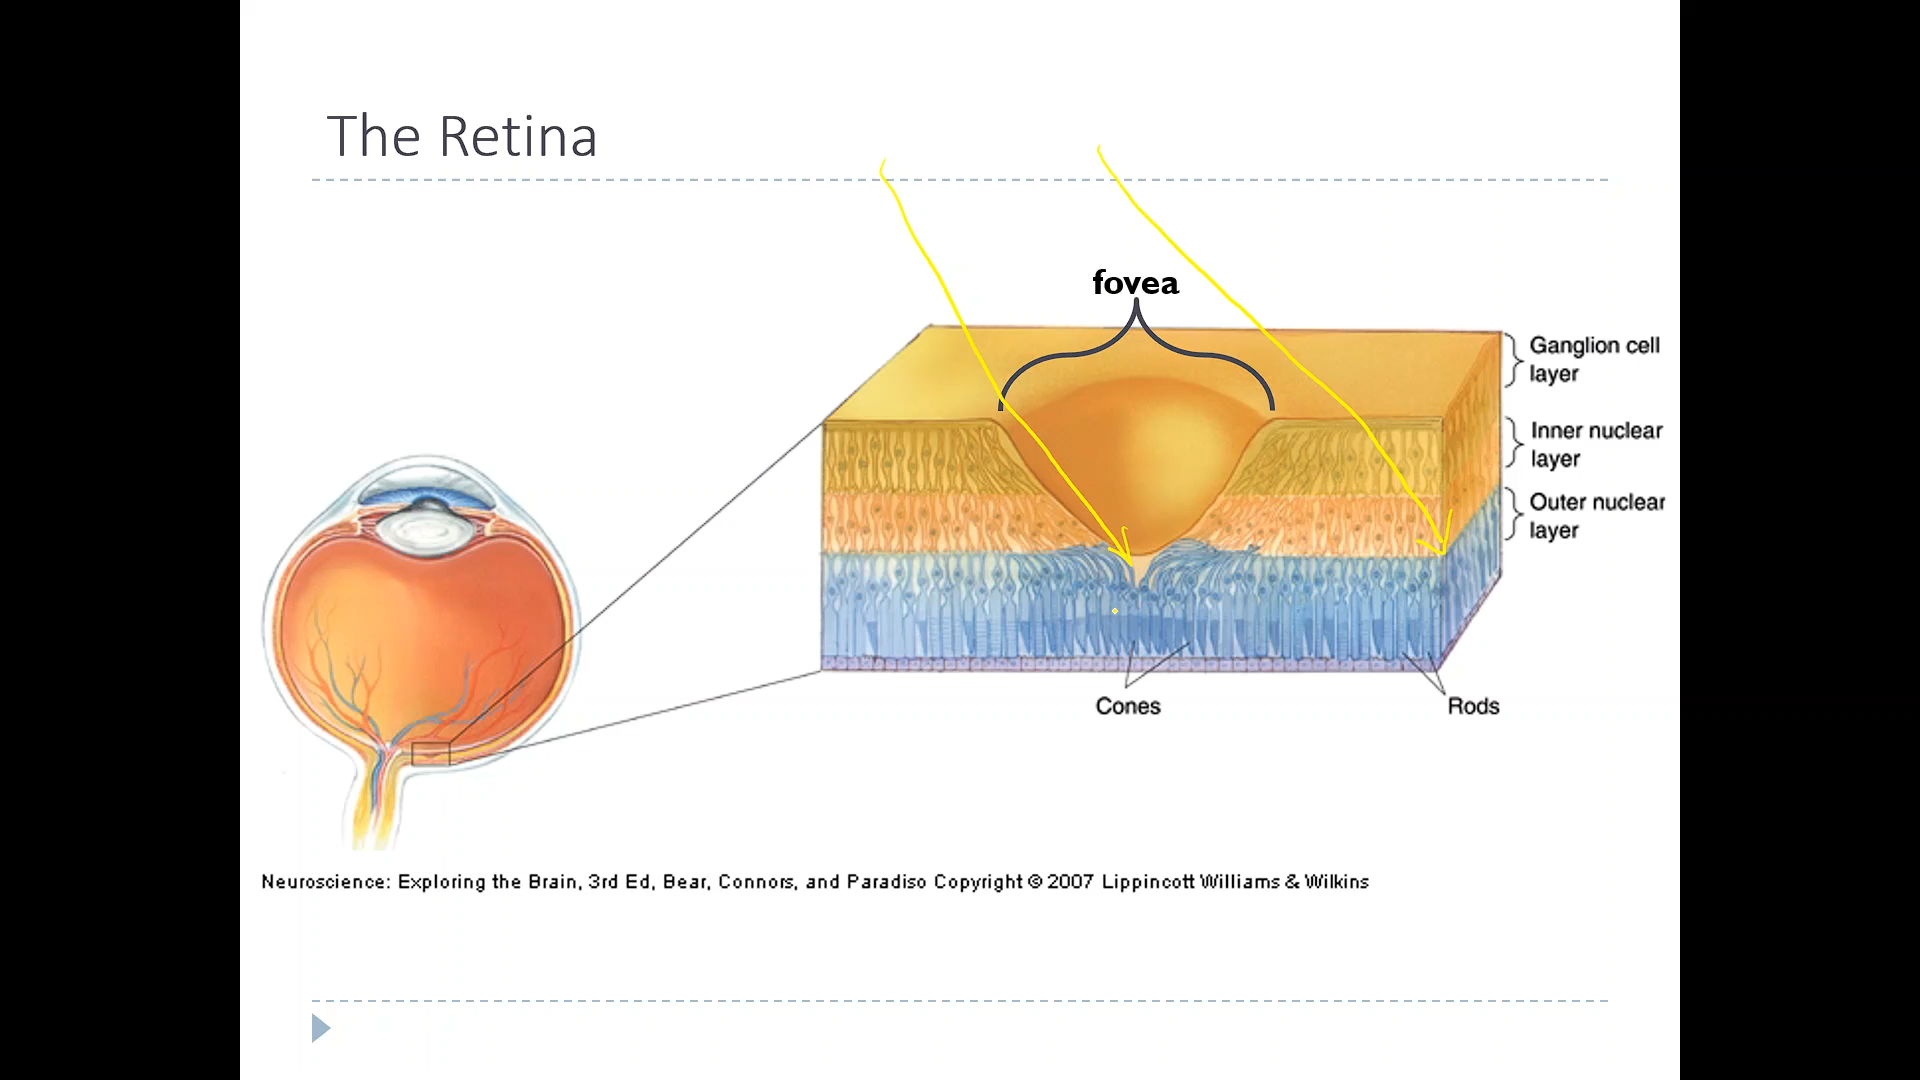 The Retina
fovea
Ganglion cell
layer
Inner nuclear
layer
Outer nuclear
layer
Cones
Rods
Neuroscience: Exploring the Brain, 3rd Ed, Bear, Connors, and Paradiso Copyright © 2007 Lippincott Williams & Wilkins